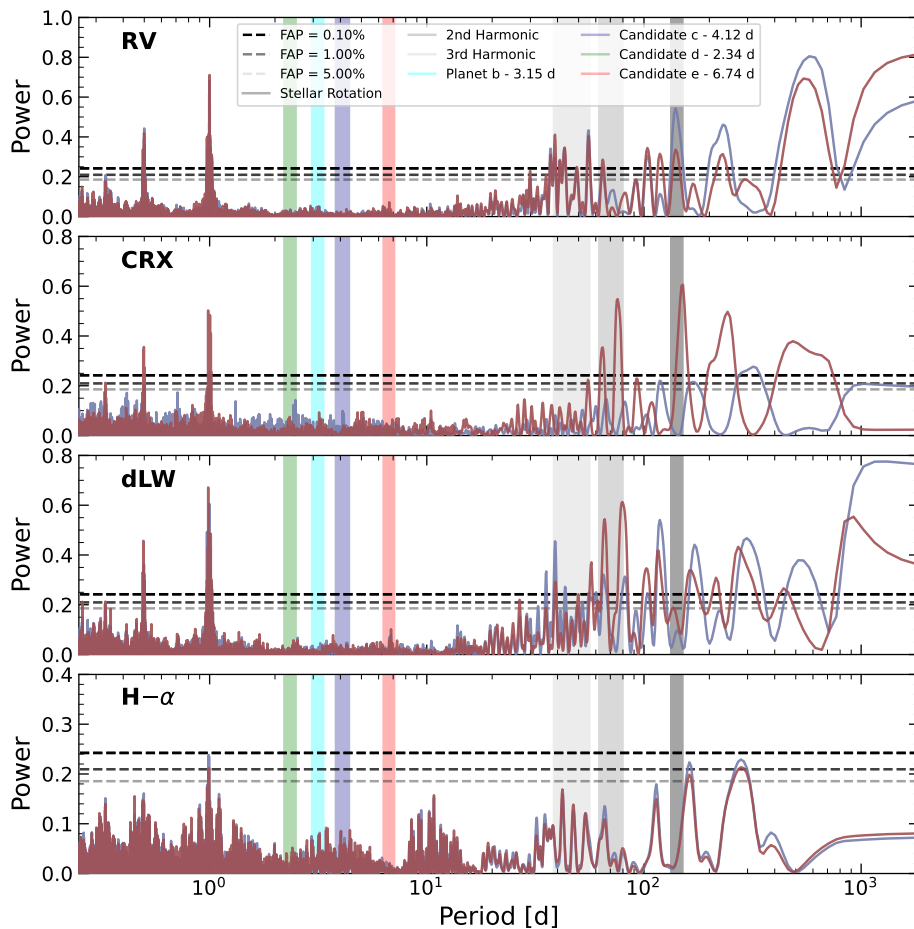 RV
FAP = 0.10%
FAP = 1.00%
FAP = 5.00%
Stellar Rotation
2nd Harmonic
3rd Harmonic
Planet b - 3.15 d
Candidate c - 4.12 d
Candidate d - 2.34 d
Candidate e - 6.74 d
Power
1.0
0.8
0.6
0.4
0.2
0.0
CRX
Power
0.8
0.6
0.4
0.2
0.0
dLW
Power
0.8
0.6
0.4
0.2
0.0
H−α
Power
0.4
0.3
0.2
0.1
0.0
10⁰ 10¹ 10² 10³
Period [d]